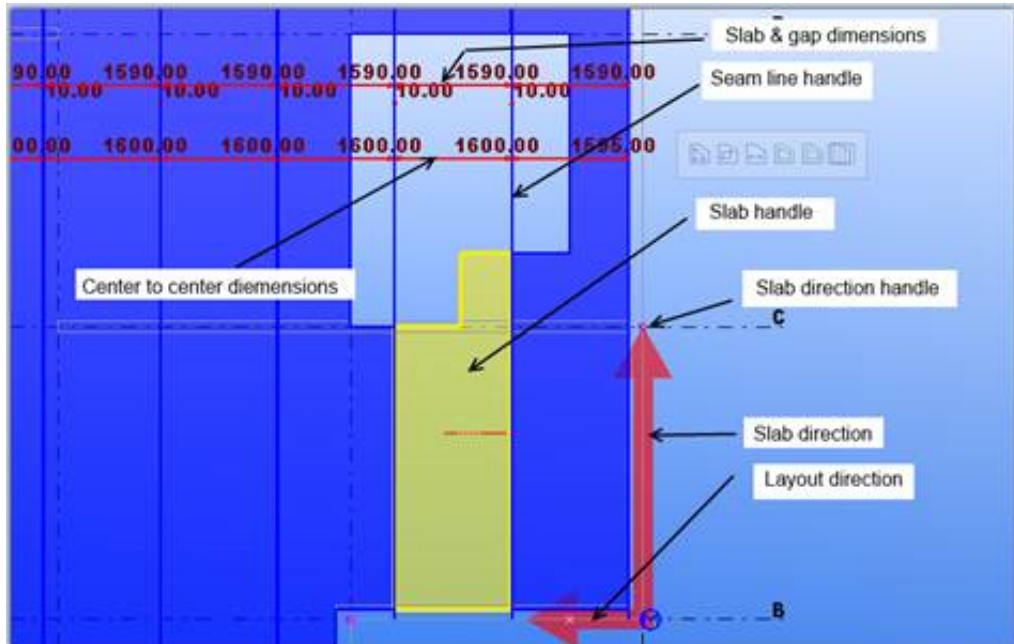 Slab & gap dimensions
90.00 1590.00 1590.00 1590.00 1590.00 1590.00
10.00 10.00 10.00 10.00 10.00
Seam line handle
00.00 1600.00 1600.00 1600.00 1600.00 1595.00
Slab handle
Center to center diemensions
Slab direction handle
C
Slab direction
Layout direction
B